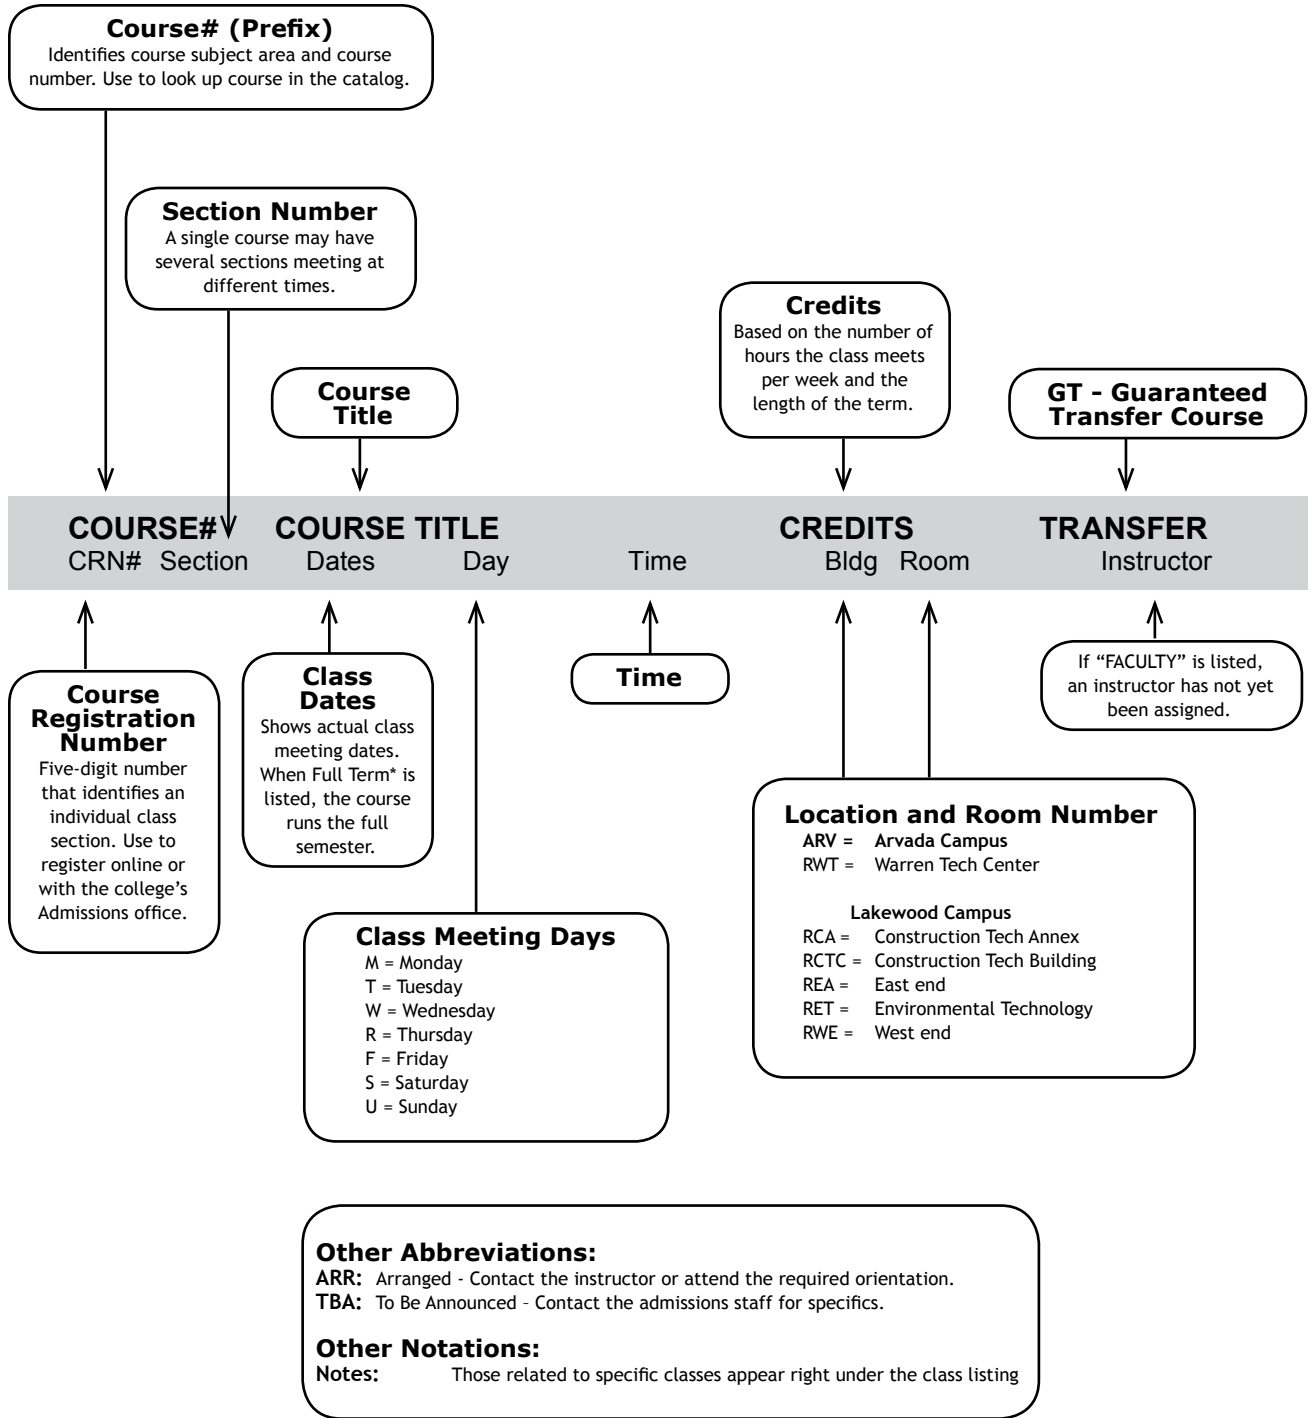 Course# (Prefix)
Identifies course subject area and course
number. Use to look up course in the catalog.
Section Number
A single course may have
several sections meeting at
different times.
Credits
Based on the number of
hours the class meets
per week and the
length of the term.
Course
Title
GT - Guaranteed
Transfer Course
COURSE# COURSE TITLE CREDITS TRANSFER
CRN# Section Dates Day Time Bldg Room Instructor
Course
Registration
Number
Five-digit number
that identifies an
individual class
section. Use to
register online or
with the college’s
Admissions office.
Class
Dates
Shows actual class
meeting dates.
When Full Term* is
listed, the course
runs the full
semester.
Time
If “FACULTY” is listed,
an instructor has not yet
been assigned.
Location and Room Number
ARV = Arvada Campus
RWT = Warren Tech Center
Lakewood Campus
RCA = Construction Tech Annex
RCTC = Construction Tech Building
REA = East end
RET = Environmental Technology
RWE = West end
Class Meeting Days
M = Monday
T = Tuesday
W = Wednesday
R = Thursday
F = Friday
S = Saturday
U = Sunday
Other Abbreviations:
ARR: Arranged - Contact the instructor or attend the required orientation.
TBA: To Be Announced – Contact the admissions staff for specifics.
Other Notations:
Notes: Those related to specific classes appear right under the class listing